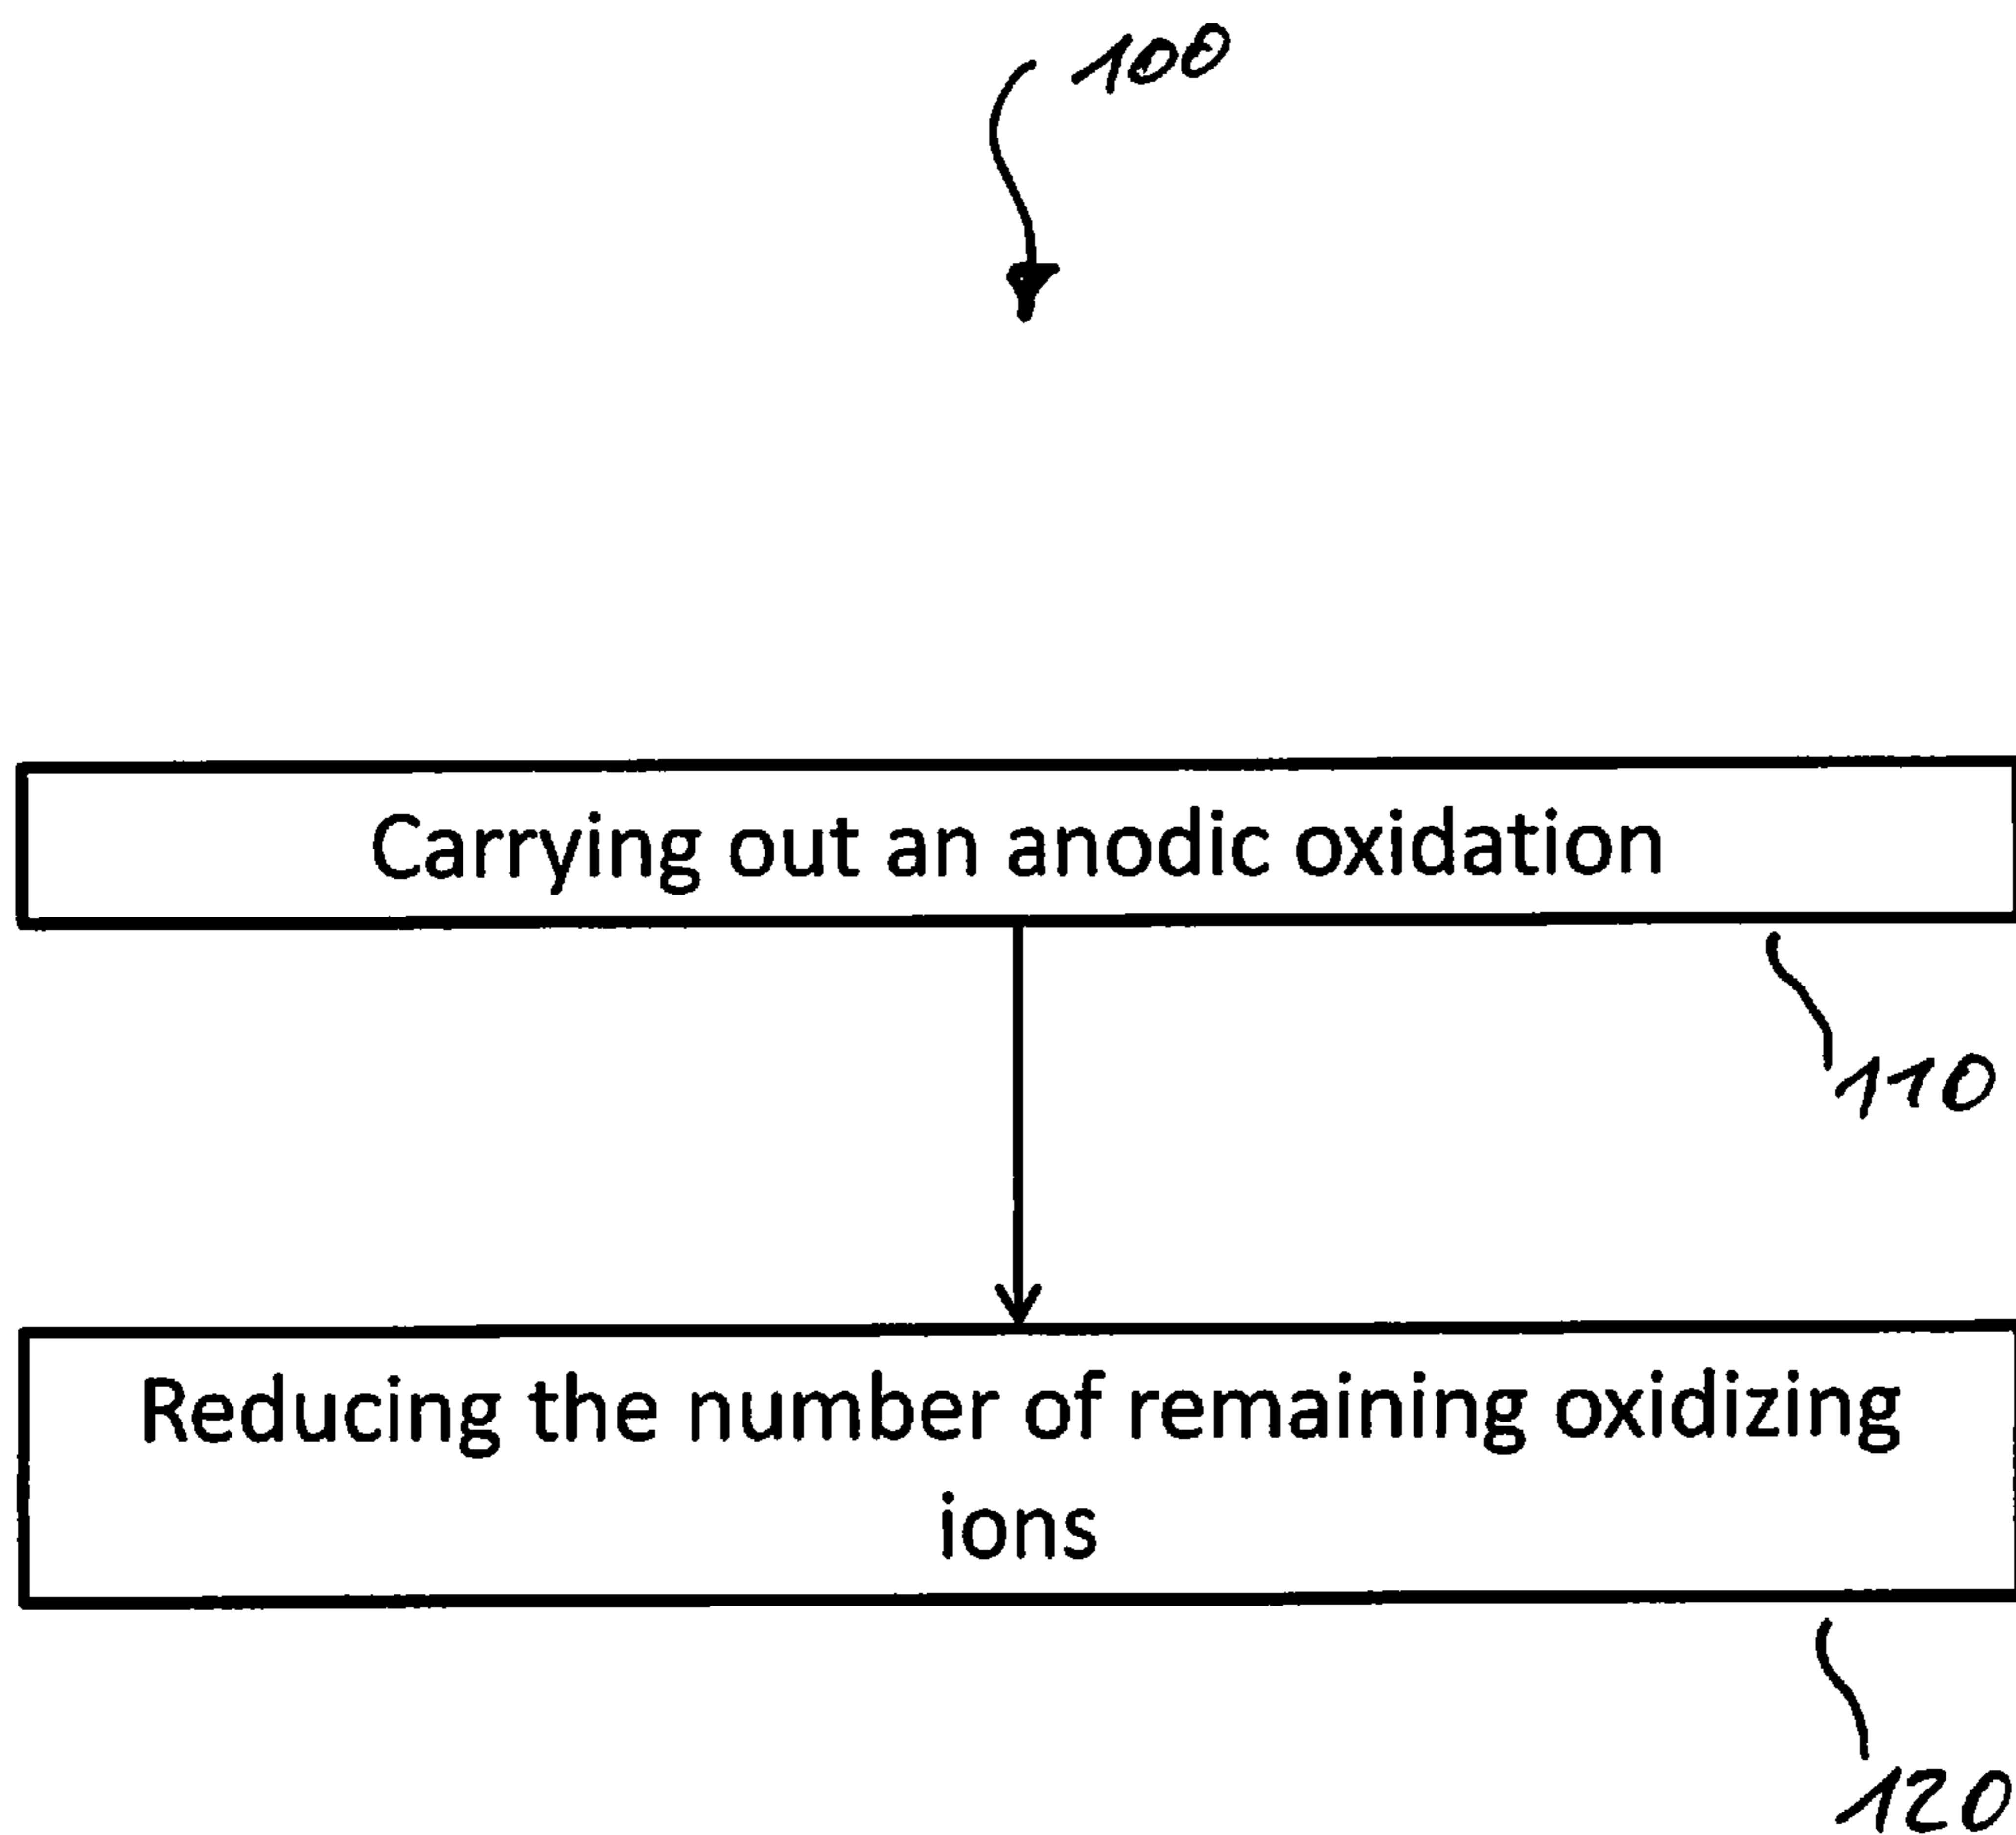 100
Carrying out an anodic oxidation
110
Reducing the number of remaining oxidizing
ions
120